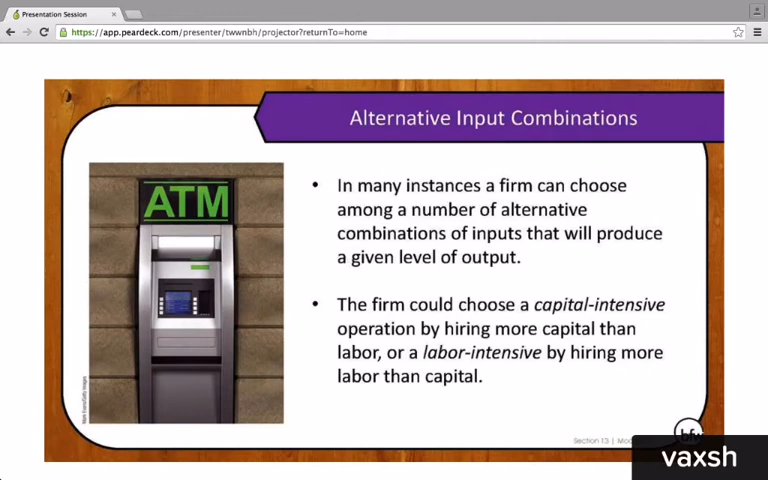 Presentation Session
https://app.peardeck.com/presenter/twwnbh/projector?returnTo=home
Alternative Input Combinations
ATM
• In many instances a firm can choose
among a number of alternative
combinations of inputs that will produce
a given level of output.
• The firm could choose a capital-intensive
operation by hiring more capital than
labor, or a labor-intensive by hiring more
labor than capital.
Section 13
bfw
vaxsh